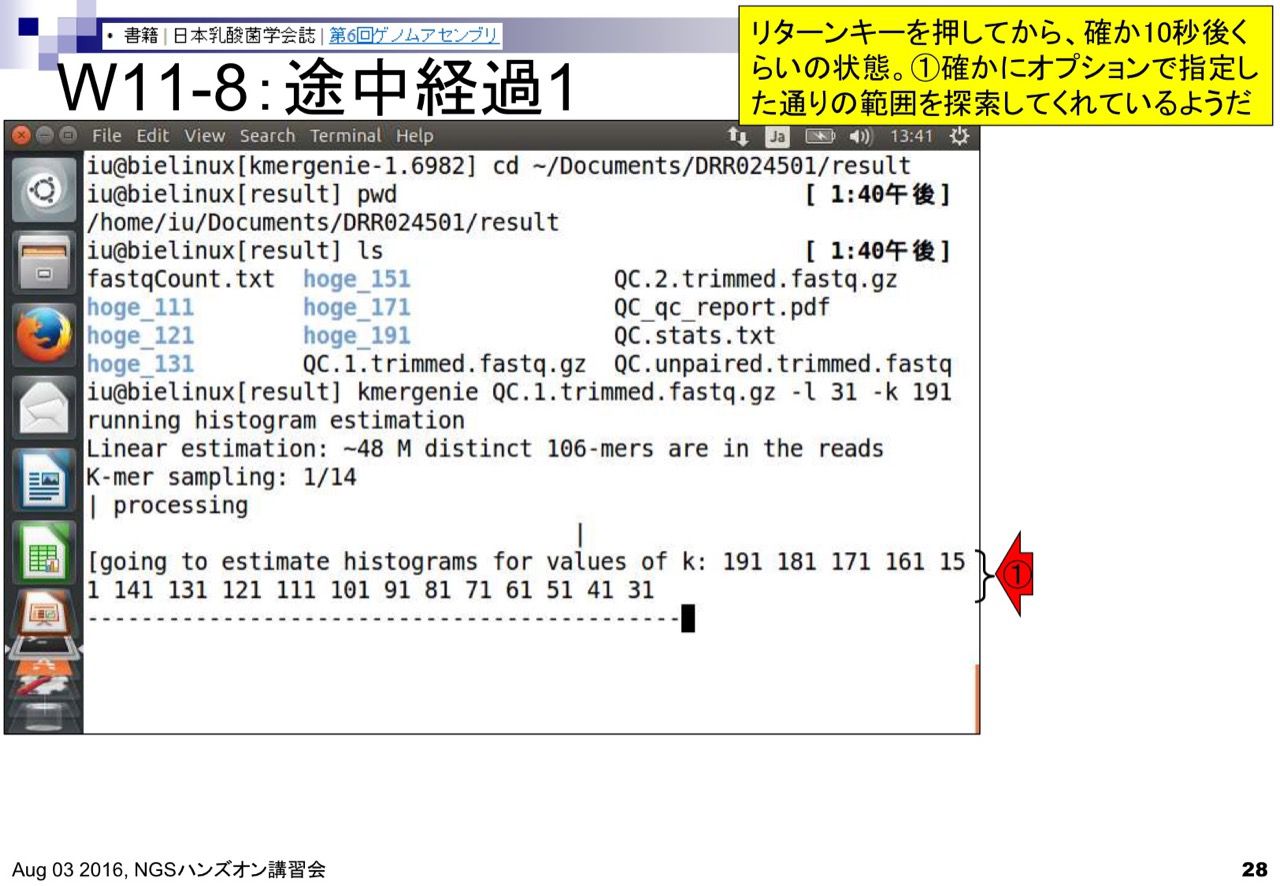 ・ 書籍 | 日本乳酸菌学会誌 | 第6回ゲノムアセンブリ
W11-8：途中経過1
リターンキーを押してから、確か10秒後く
らいの状態。①確かにオプションで指定し
た通りの範囲を探索してくれているようだ
File Edit View Search Terminal Help
Ja
13:41
iu@bielinux[kmergenie-1.6982] cd ~/Documents/DRR024501/result
iu@bielinux[result] pwd [ 1:40午後]
/home/iu/Documents/DRR024501/result
iu@bielinux[result] ls [ 1:40午後]
fastqCount.txt hoge_151 QC.2.trimmed.fastq.gz
hoge_111 hoge_171 QC_qc_report.pdf
hoge_121 hoge_191 QC.stats.txt
hoge_131 QC.1.trimmed.fastq.gz QC.unpaired.trimmed.fastq
iu@bielinux[result] kmergenie QC.1.trimmed.fastq.gz -l 31 -k 191
running histogram estimation
Linear estimation: ~48 M distinct 106-mers are in the reads
K-mer sampling: 1/14
| processing
|
[going to estimate histograms for values of k: 191 181 171 161 15
1 141 131 121 111 101 91 81 71 61 51 41 31
--------------------------------------------
①
Aug 03 2016, NGSハンズオン講習会
28